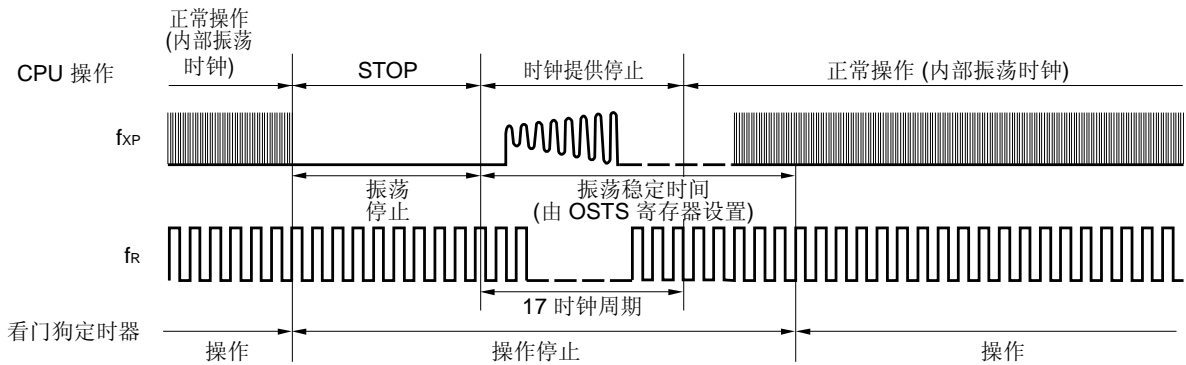 正常操作
(内部振荡
时钟)
CPU 操作
STOP
时钟提供停止
正常操作 (内部振荡时钟)
fXP
振荡
停止
振荡稳定时间
(由 OSTS 寄存器设置)
fR
17 时钟周期
看门狗定时器
操作
操作停止
操作